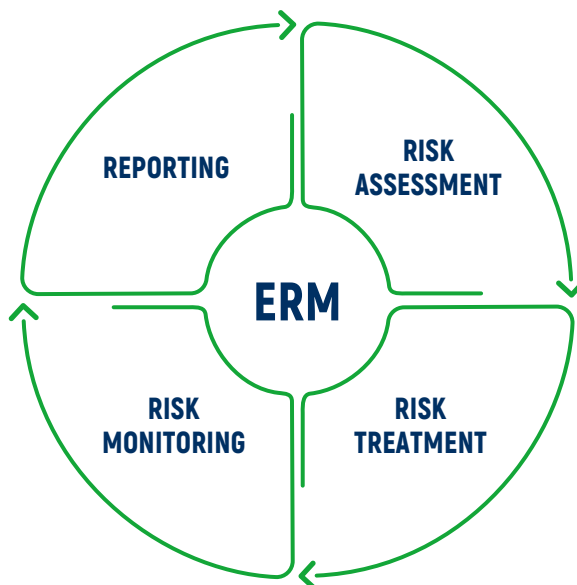 REPORTING
RISK
ASSESSMENT
ERM
RISK
MONITORING
RISK
TREATMENT